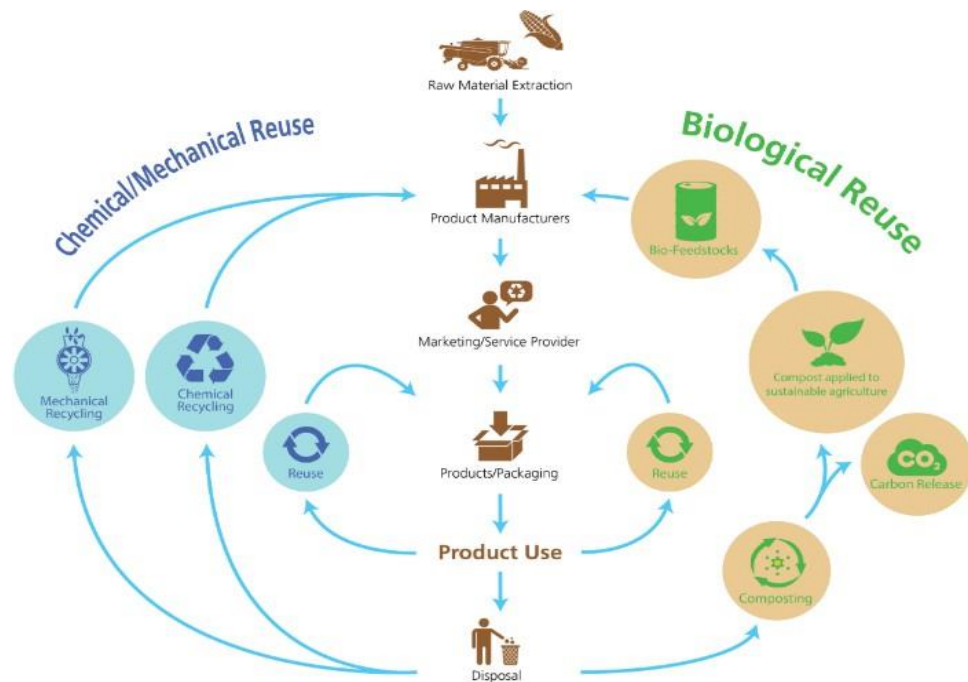 Raw Material Extraction
Chemical/Mechanical Reuse
Biological Reuse
Product Manufacturers
Bio-Feedstocks
Marketing/Service Provider
Mechanical
Recycling
Chemical
Recycling
Compost applied to
sustainable agriculture
Reuse
Products/Packaging
Reuse
CO2
Carbon Release
Product Use
Composting
Disposal